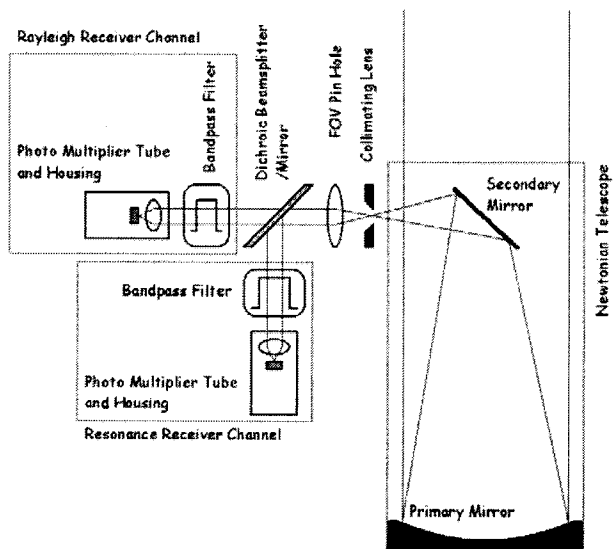 Rayleigh Receiver Channel
Photo Multiplier Tube
and Housing
Bandpass Filter
Dichroic Beamsplitter
/Mirror
FOV Pin Hole
Collimating Lens
Secondary
Mirror
Newtonian Telescope
Bandpass Filter
Photo Multiplier Tube
and Housing
Resonance Receiver Channel
Primary Mirror